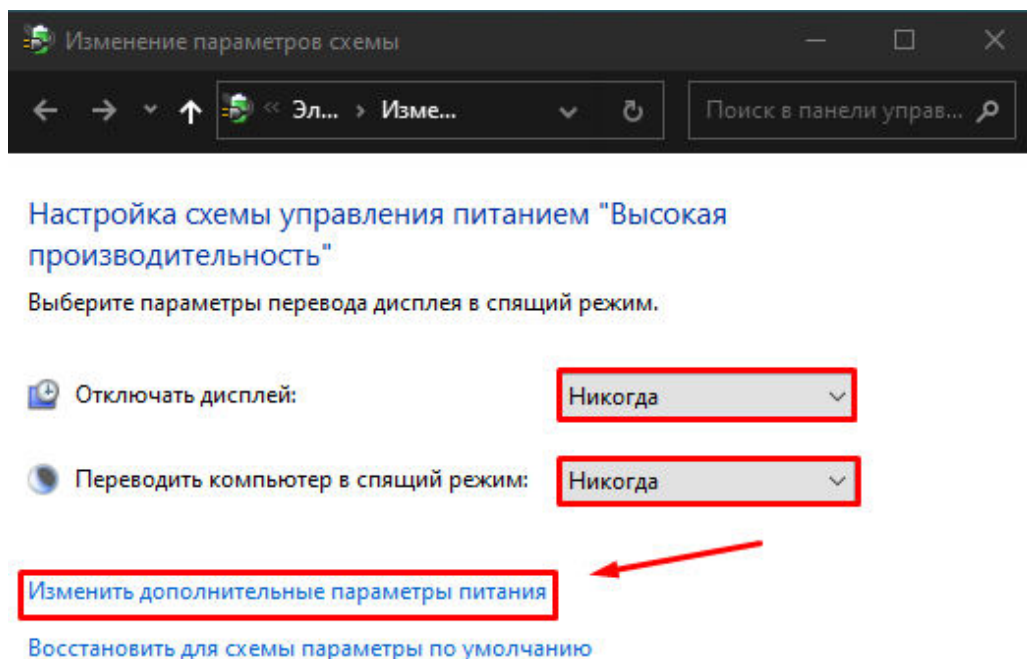 Изменение параметров схемы
« Эл... › Изме...
Поиск в панели управ...
Настройка схемы управления питанием "Высокая
производительность"
Выберите параметры перевода дисплея в спящий режим.
Отключать дисплей:
Никогда
Переводить компьютер в спящий режим:
Никогда
Изменить дополнительные параметры питания
Восстановить для схемы параметры по умолчанию